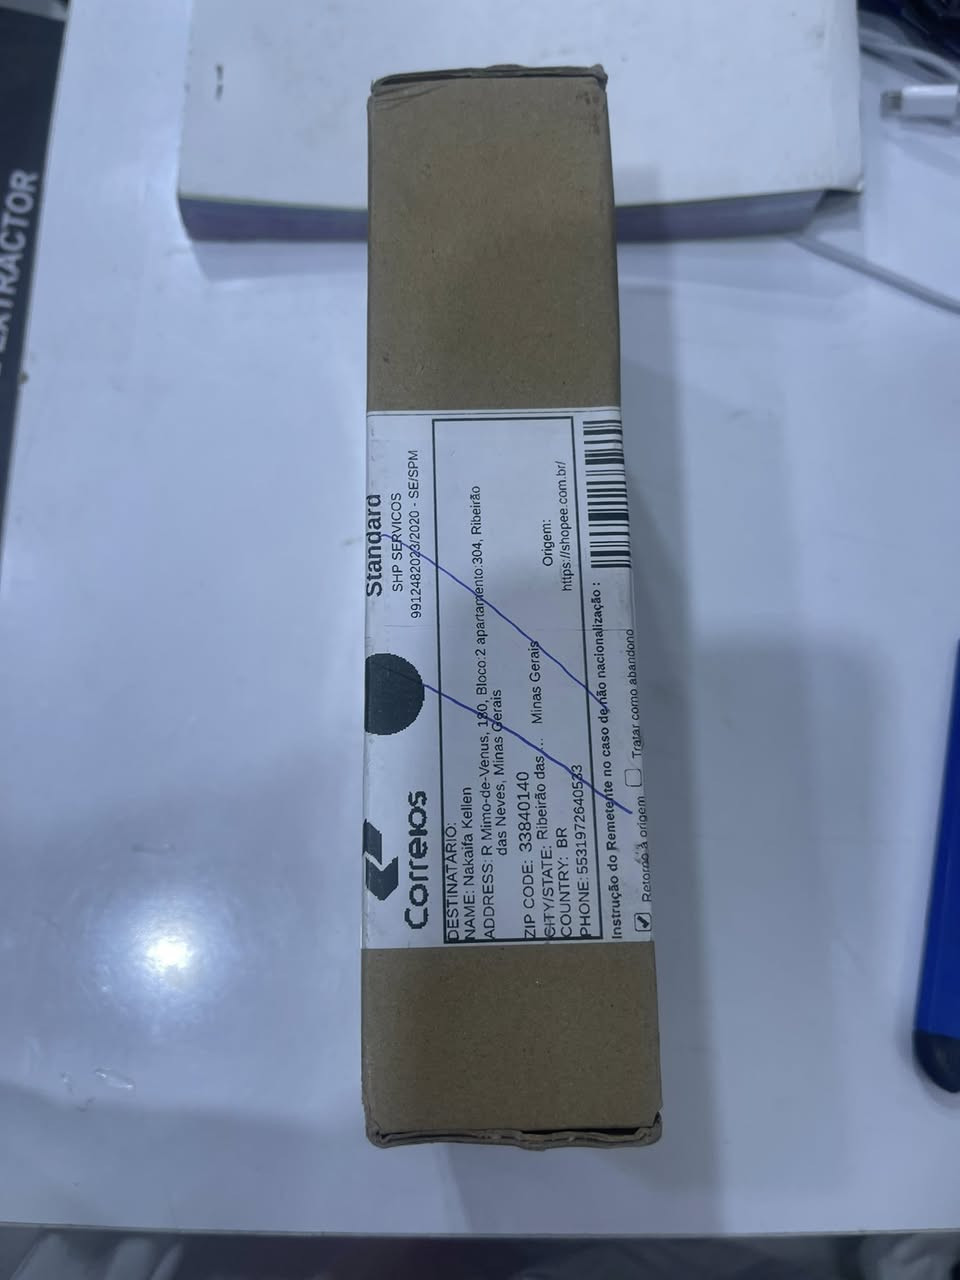 EXTRACTOR
Correios
Standard
SHP SERVICOS
9912482023/2020 - SE/SPM
DESTINATÁRIO:
NAME: Nakaifa Kellen
ADDRESS: R Mimo-de-Venus, 180, Bloco:2 apartamento:304, Ribeirão
das Neves, Minas Gerais
ZIP CODE: 33840140
CITY/STATE: Ribeirão das... Minas Gerais
COUNTRY: BR
PHONE: 5531972640533
Origem:
https://shopee.com.br/
Instrução do Remetente no caso de não nacionalização :
Retorno à origem
Tratar como abandono